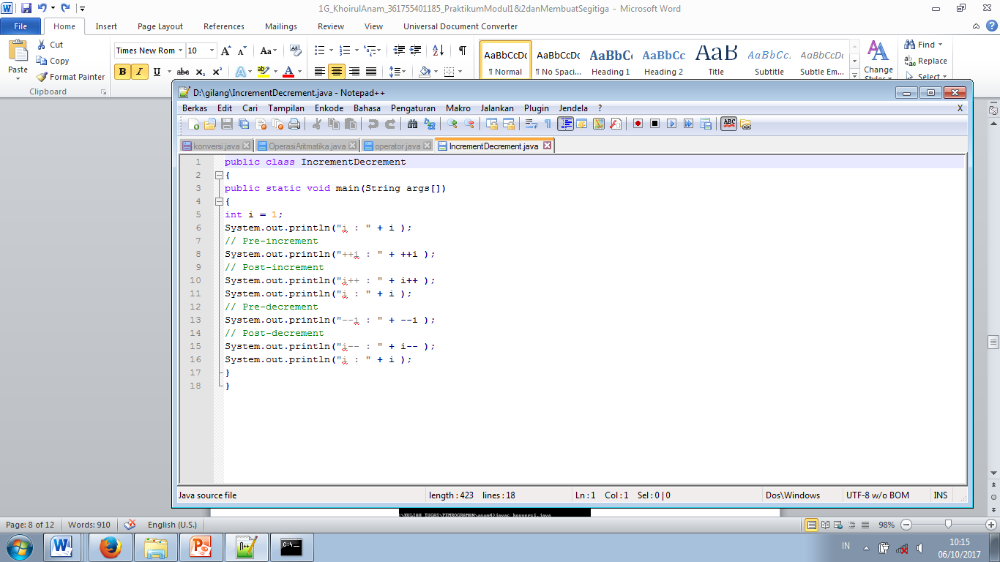 1G_KhoirulAnam_361755401185_PraktikumModul1&2danMembuatSegitiga - Microsoft Word
File Home Insert Page Layout References Mailings Review View Universal Document Converter
Paste
Cut
Copy
Format Painter
Clipboard
Times New Rom 10
B I U abc
AaBbCcDc AaBbCcDc AaBbCc AaBbCc AaB AaBbCc. AaBbCcDc
¶ Normal ¶ No Spaci... Heading 1 Heading 2 Title Subtitle Subtle Em...
Change
Styles
Find
Replace
Select
D:\gilang\IncrementDecrement.java - Notepad++
Berkas Edit Cari Tampilan Enkode Bahasa Pengaturan Makro Jalankan Plugin Jendela ? X
konversi.java OperasiAritmatika.java operator.java IncrementDecrement.java
1 public class IncrementDecrement
2 {
3 public static void main(String args[])
4 {
5 int i = 1;
6 System.out.println("i : " + i );
7 // Pre-increment
8 System.out.println("++i : " + ++i );
9 // Post-increment
10 System.out.println("i++ : " + i++ );
11 System.out.println("i : " + i );
12 // Pre-decrement
13 System.out.println("--i : " + --i );
14 // Post-decrement
15 System.out.println("i-- : " + i-- );
16 System.out.println("i : " + i );
17 }
18 }
Java source file length : 423 lines : 18 Ln : 1 Col : 1 Sel : 0 | 0 Dos\Windows UTF-8 w/o BOM INS
:\KULIAH TUGAS\PEMROGRAMAN\anam4>javac konversi.java
Page: 8 of 12 Words: 910 English (U.S.) 98%
IN
10:15
06/10/2017